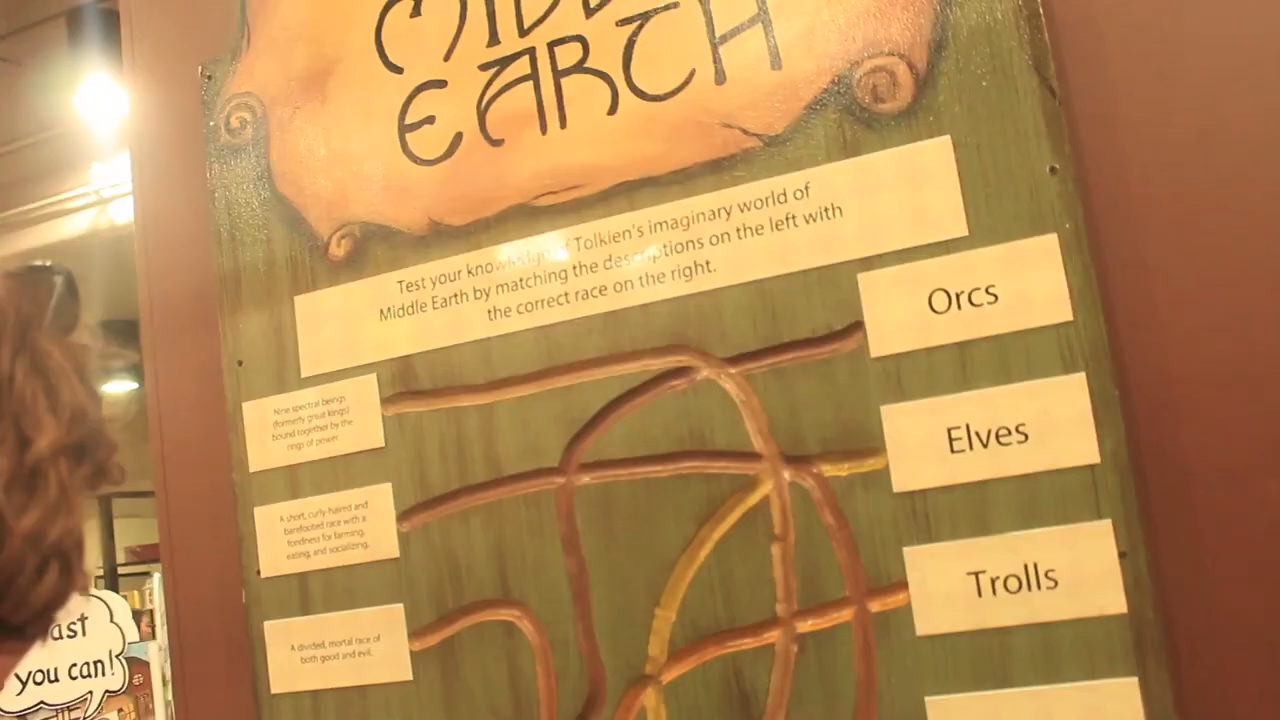 MIDD
EARTH
Test your knowledge of Tolkien's imaginary world of
Middle Earth by matching the descriptions on the left with
the correct race on the right.
Orcs
Nine spectral beings
(formerly great kings)
bound together by the
rings of power.
Elves
A short, curly-haired and
barefooted race with a
fondness for farming,
eating, and socializing.
Trolls
A divided, mortal race of
both good and evil.
ast
you can!